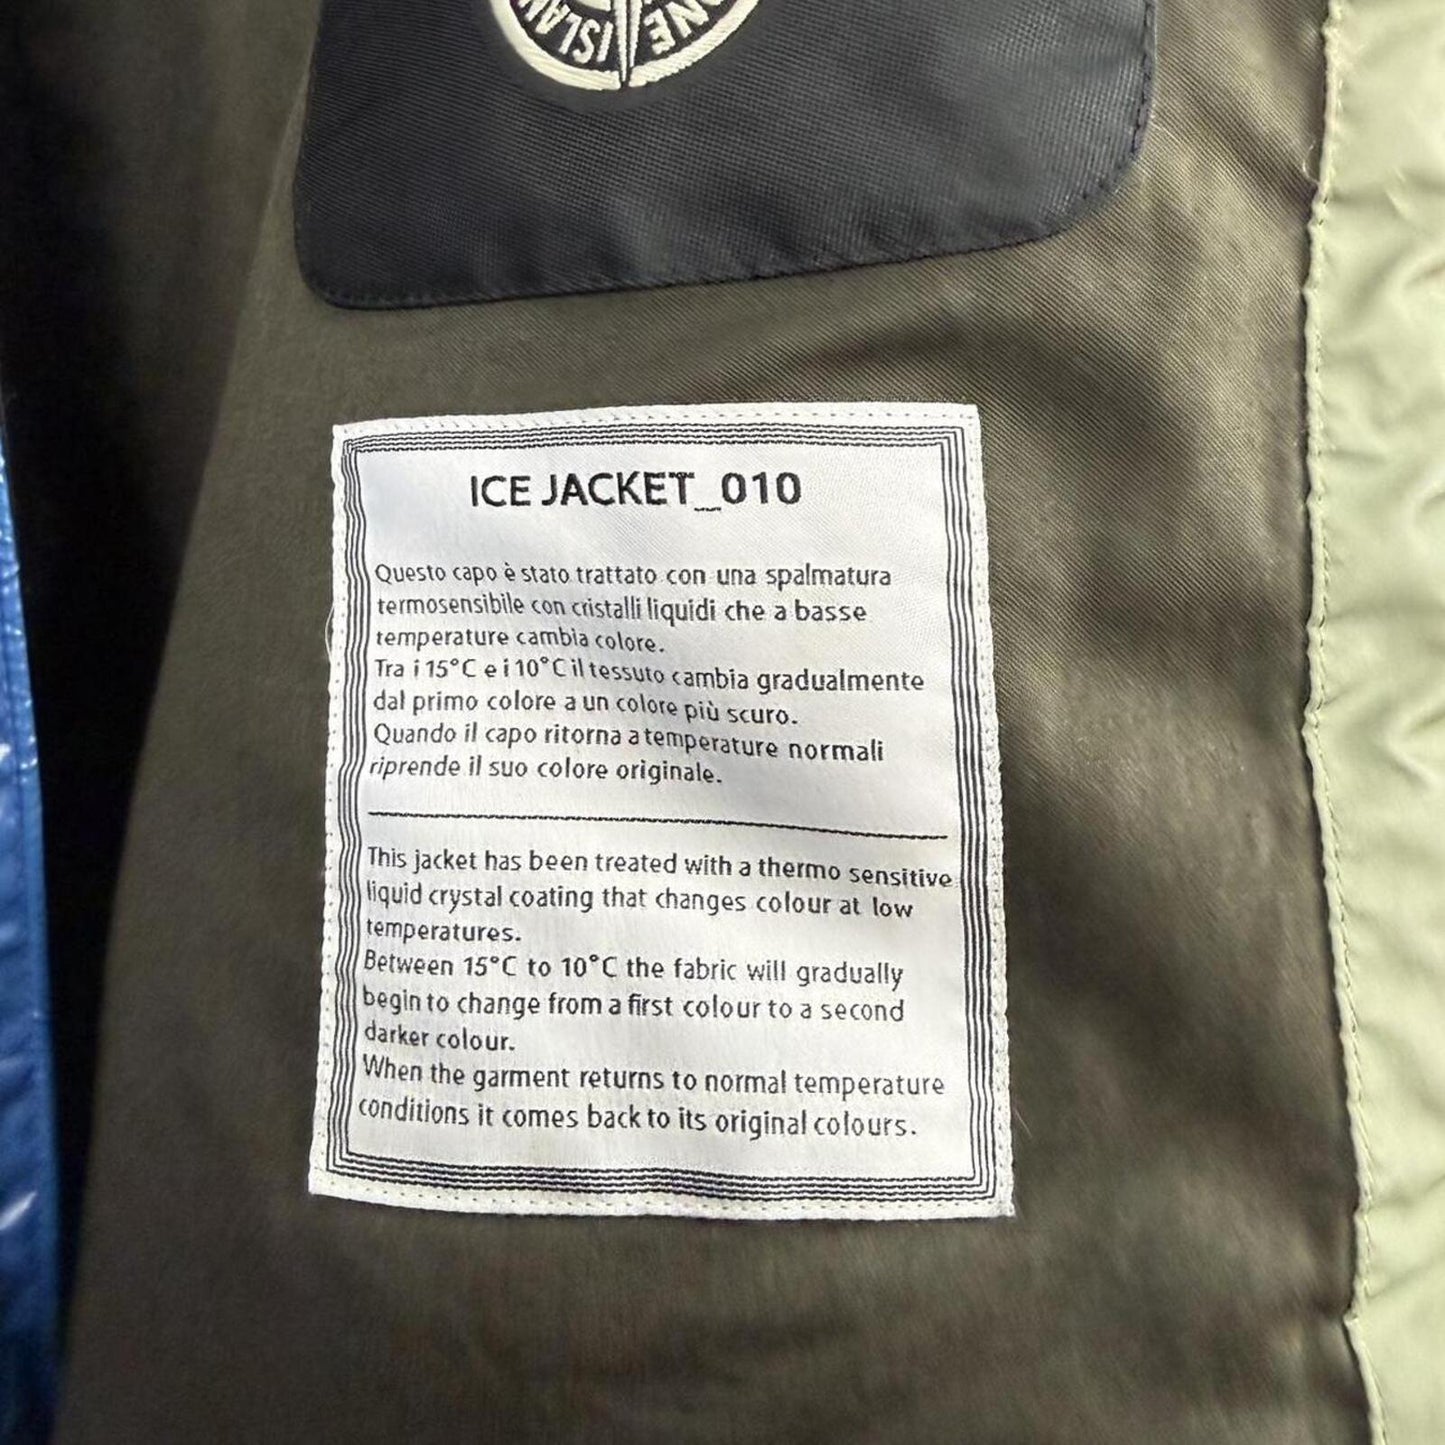 ISLAND STONE
ICE JACKET_010
Questo capo è stato trattato con una spalmatura
termosensibile con cristalli liquidi che a basse
temperature cambia colore.
Tra i 15°C e i 10°C il tessuto cambia gradualmente
dal primo colore a un colore più scuro.
Quando il capo ritorna a temperature normali
riprende il suo colore originale.
This jacket has been treated with a thermo sensitive
liquid crystal coating that changes colour at low
temperatures.
Between 15°C to 10°C the fabric will gradually
begin to change from a first colour to a second
darker colour.
When the garment returns to normal temperature
conditions it comes back to its original colours.